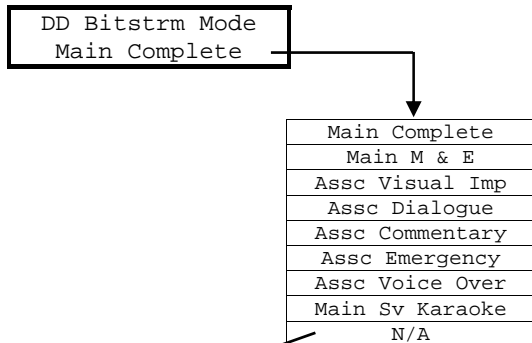 DD Bitstrm Mode
Main Complete
Main Complete
Main M & E
Assc Visual Imp
Assc Dialogue
Assc Commentary
Assc Emergency
Assc Voice Over
Main Sv Karaoke
N/A